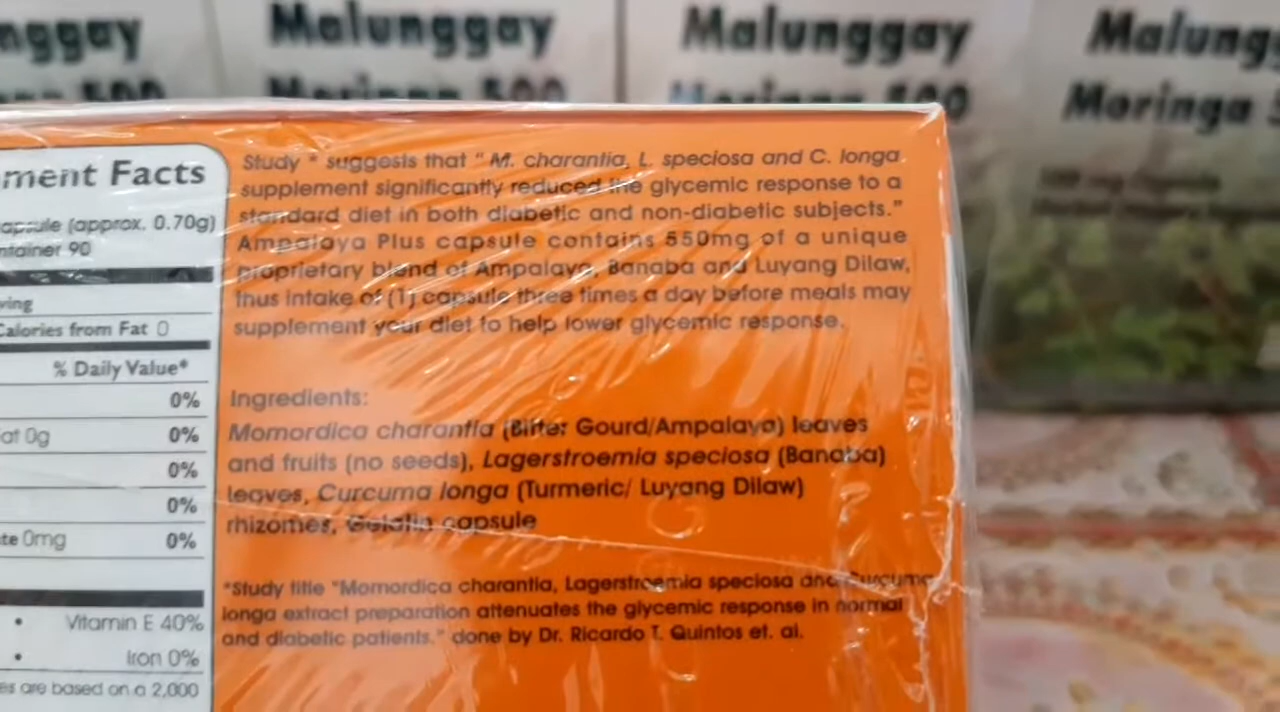 nggay
Malunggay
Malunggay
Malungg
Moringa 500
Moringa 500
Moringa
ment Facts
apsule (approx. 0.70g)
ntainer 90
ving
Calories from Fat 0
% Daily Value*
0%
at 0g 0%
0%
0%
te 0mg 0%
• Vitamin E 40%
• Iron 0%
es are based on a 2,000
Study * suggests that " M. charantia, L. speciosa and C. longa
supplement significantly reduced the glycemic response to a
standard diet in both diabetic and non-diabetic subjects."
Ampalaya Plus capsule contains 550mg of a unique
proprietary blend of Ampalaya, Banaba and Luyang Dilaw,
thus intake of (1) capsule three times a day before meals may
supplement your diet to help lower glycemic response.
Ingredients:
Momordica charantia (Bitter Gourd/Ampalaya) leaves
and fruits (no seeds), Lagerstroemia speciosa (Banaba)
leaves, Curcuma longa (Turmeric/ Luyang Dilaw)
rhizomes, Gelatin capsule
*Study title "Momordica charantia, Lagerstroemia speciosa and Curcuma
longa extract preparation attenuates the glycemic response in normal
and diabetic patients." done by Dr. Ricardo T. Quintos et. al.